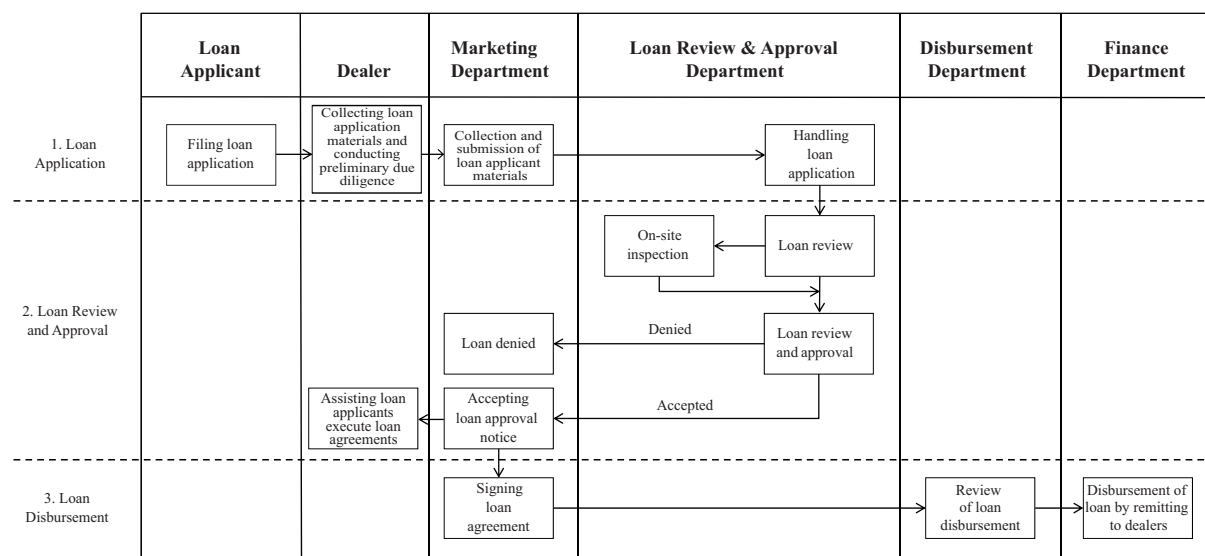 Loan
Applicant
Dealer
Marketing
Department
Loan Review & Approval
Department
Disbursement
Department
Finance
Department
1. Loan
Application
Filing loan
application
Collecting loan
application
materials and
conducting
preliminary due
diligence
Collection and
submission of
loan applicant
materials
Handling
loan
application
2. Loan Review
and Approval
On-site
inspection
Loan review
Loan denied
Denied
Loan review
and approval
Assisting loan
applicants
execute loan
agreements
Accepting
loan approval
notice
Accepted
3. Loan
Disbursement
Signing
loan
agreement
Review
of loan
disbursement
Disbursement of
loan by remitting
to dealers